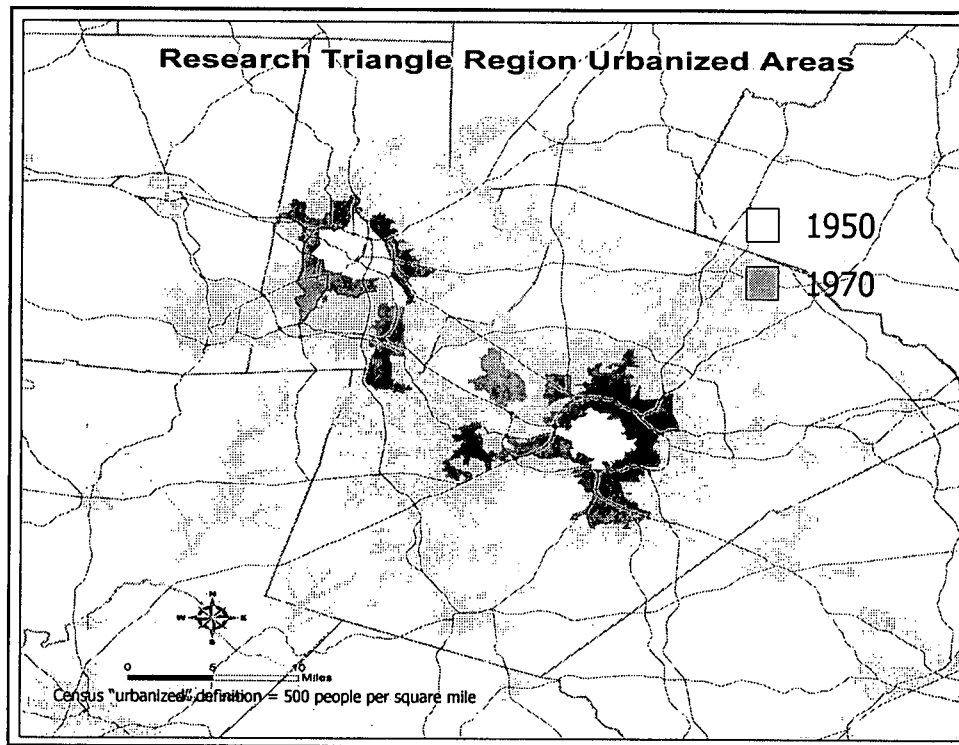 Research Triangle Region Urbanized Areas
1950
1970
N
W
S
0 5 10
Miles
Census "urbanized" definition = 500 people per square mile